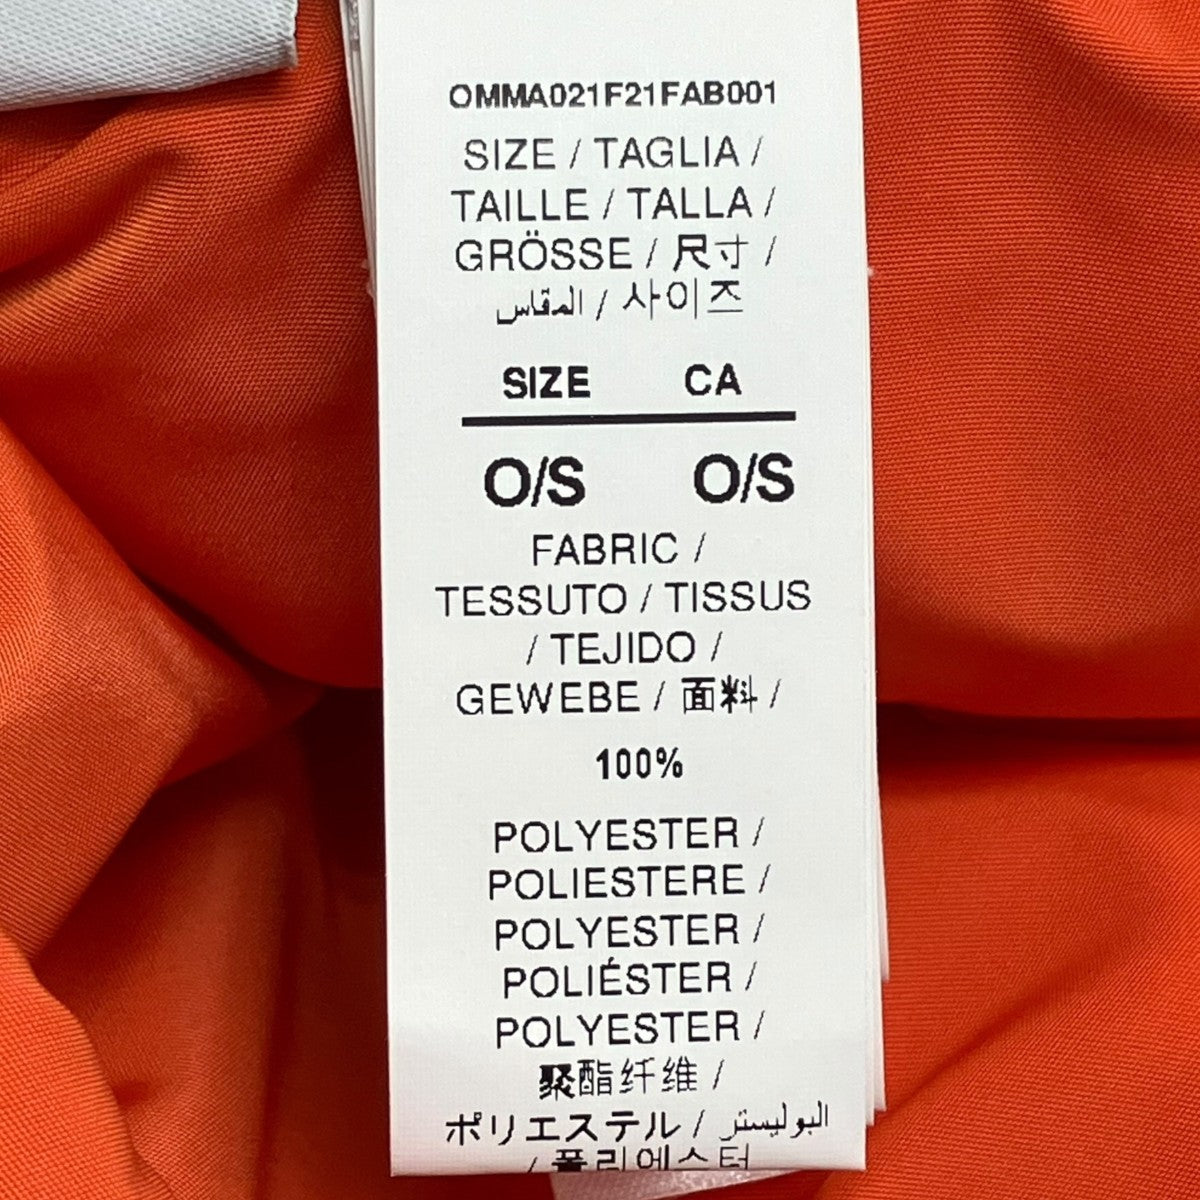 OMMA021F21FAB001
SIZE / TAGLIA /
TAILLE / TALLA /
GRÖSSE / 尺寸 /
المقاس / 사이즈
SIZE CA
O/S O/S
FABRIC /
TESSUTO / TISSUS
/ TEJIDO /
GEWEBE / 面料 /
100%
POLYESTER /
POLIESTERE /
POLYESTER /
POLIÉSTER /
POLYESTER /
聚酯纤维 /
ポリエステル / البوليستر
/ 폴리에스터